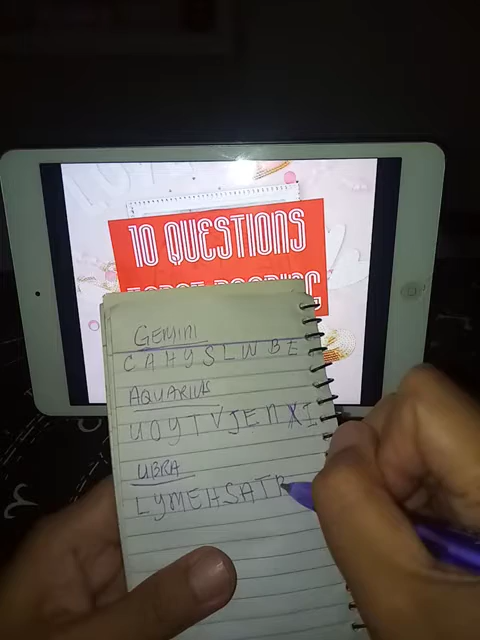 10 QUESTIONS
Gemini
C A H Y S L W B E
AQUARIUS
U O Y T V J E N X I
LIBRA
L Y M E H S A T R